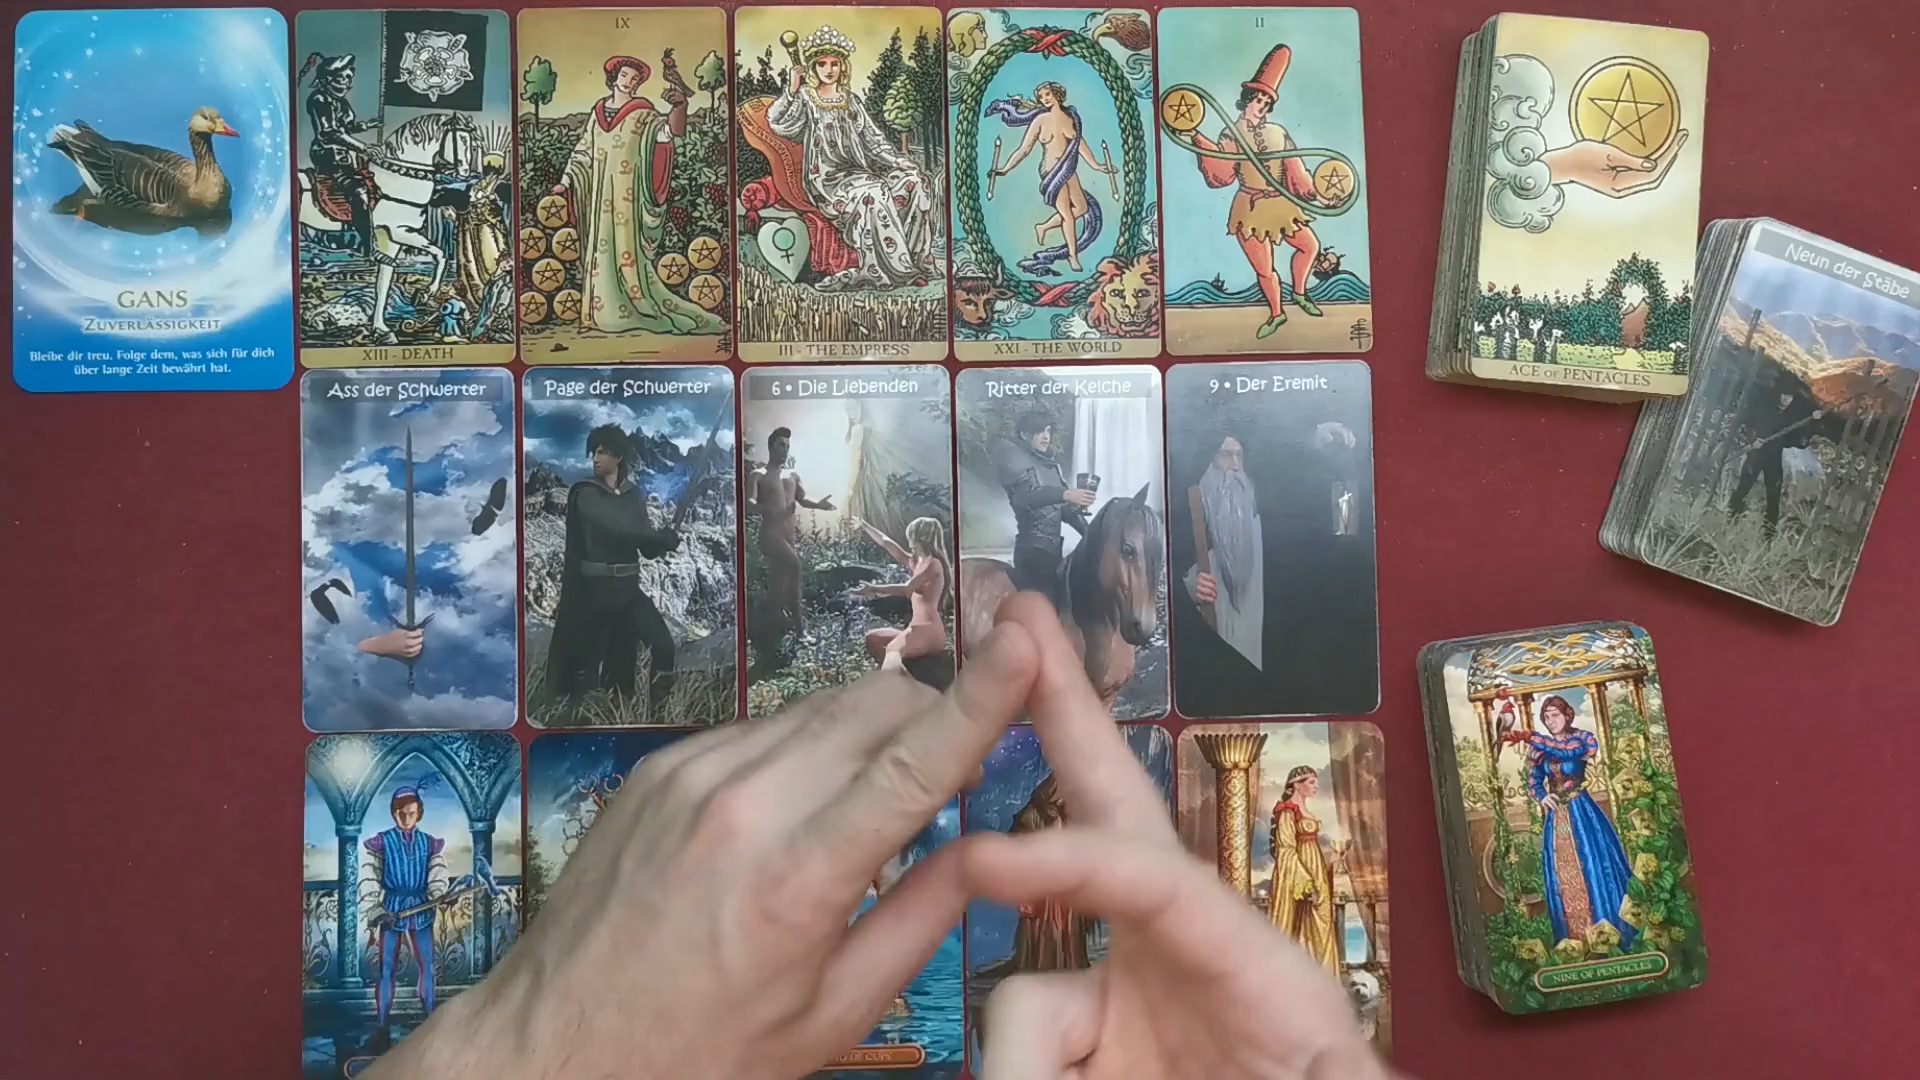 GANS
ZUVERLÄSSIGKEIT
Bleibe dir treu. Folge dem, was sich für dich
über lange Zeit bewährt hat.
XIII - DEATH
IX
III - THE EMPRESS
XXI - THE WORLD
II
ACE OF PENTACLES
Neun der Stäbe
Ass der Schwerter
Page der Schwerter
6 • Die Liebenden
Ritter der Kelche
9 • Der Eremit
OF CUPS
NINE OF PENTACLES